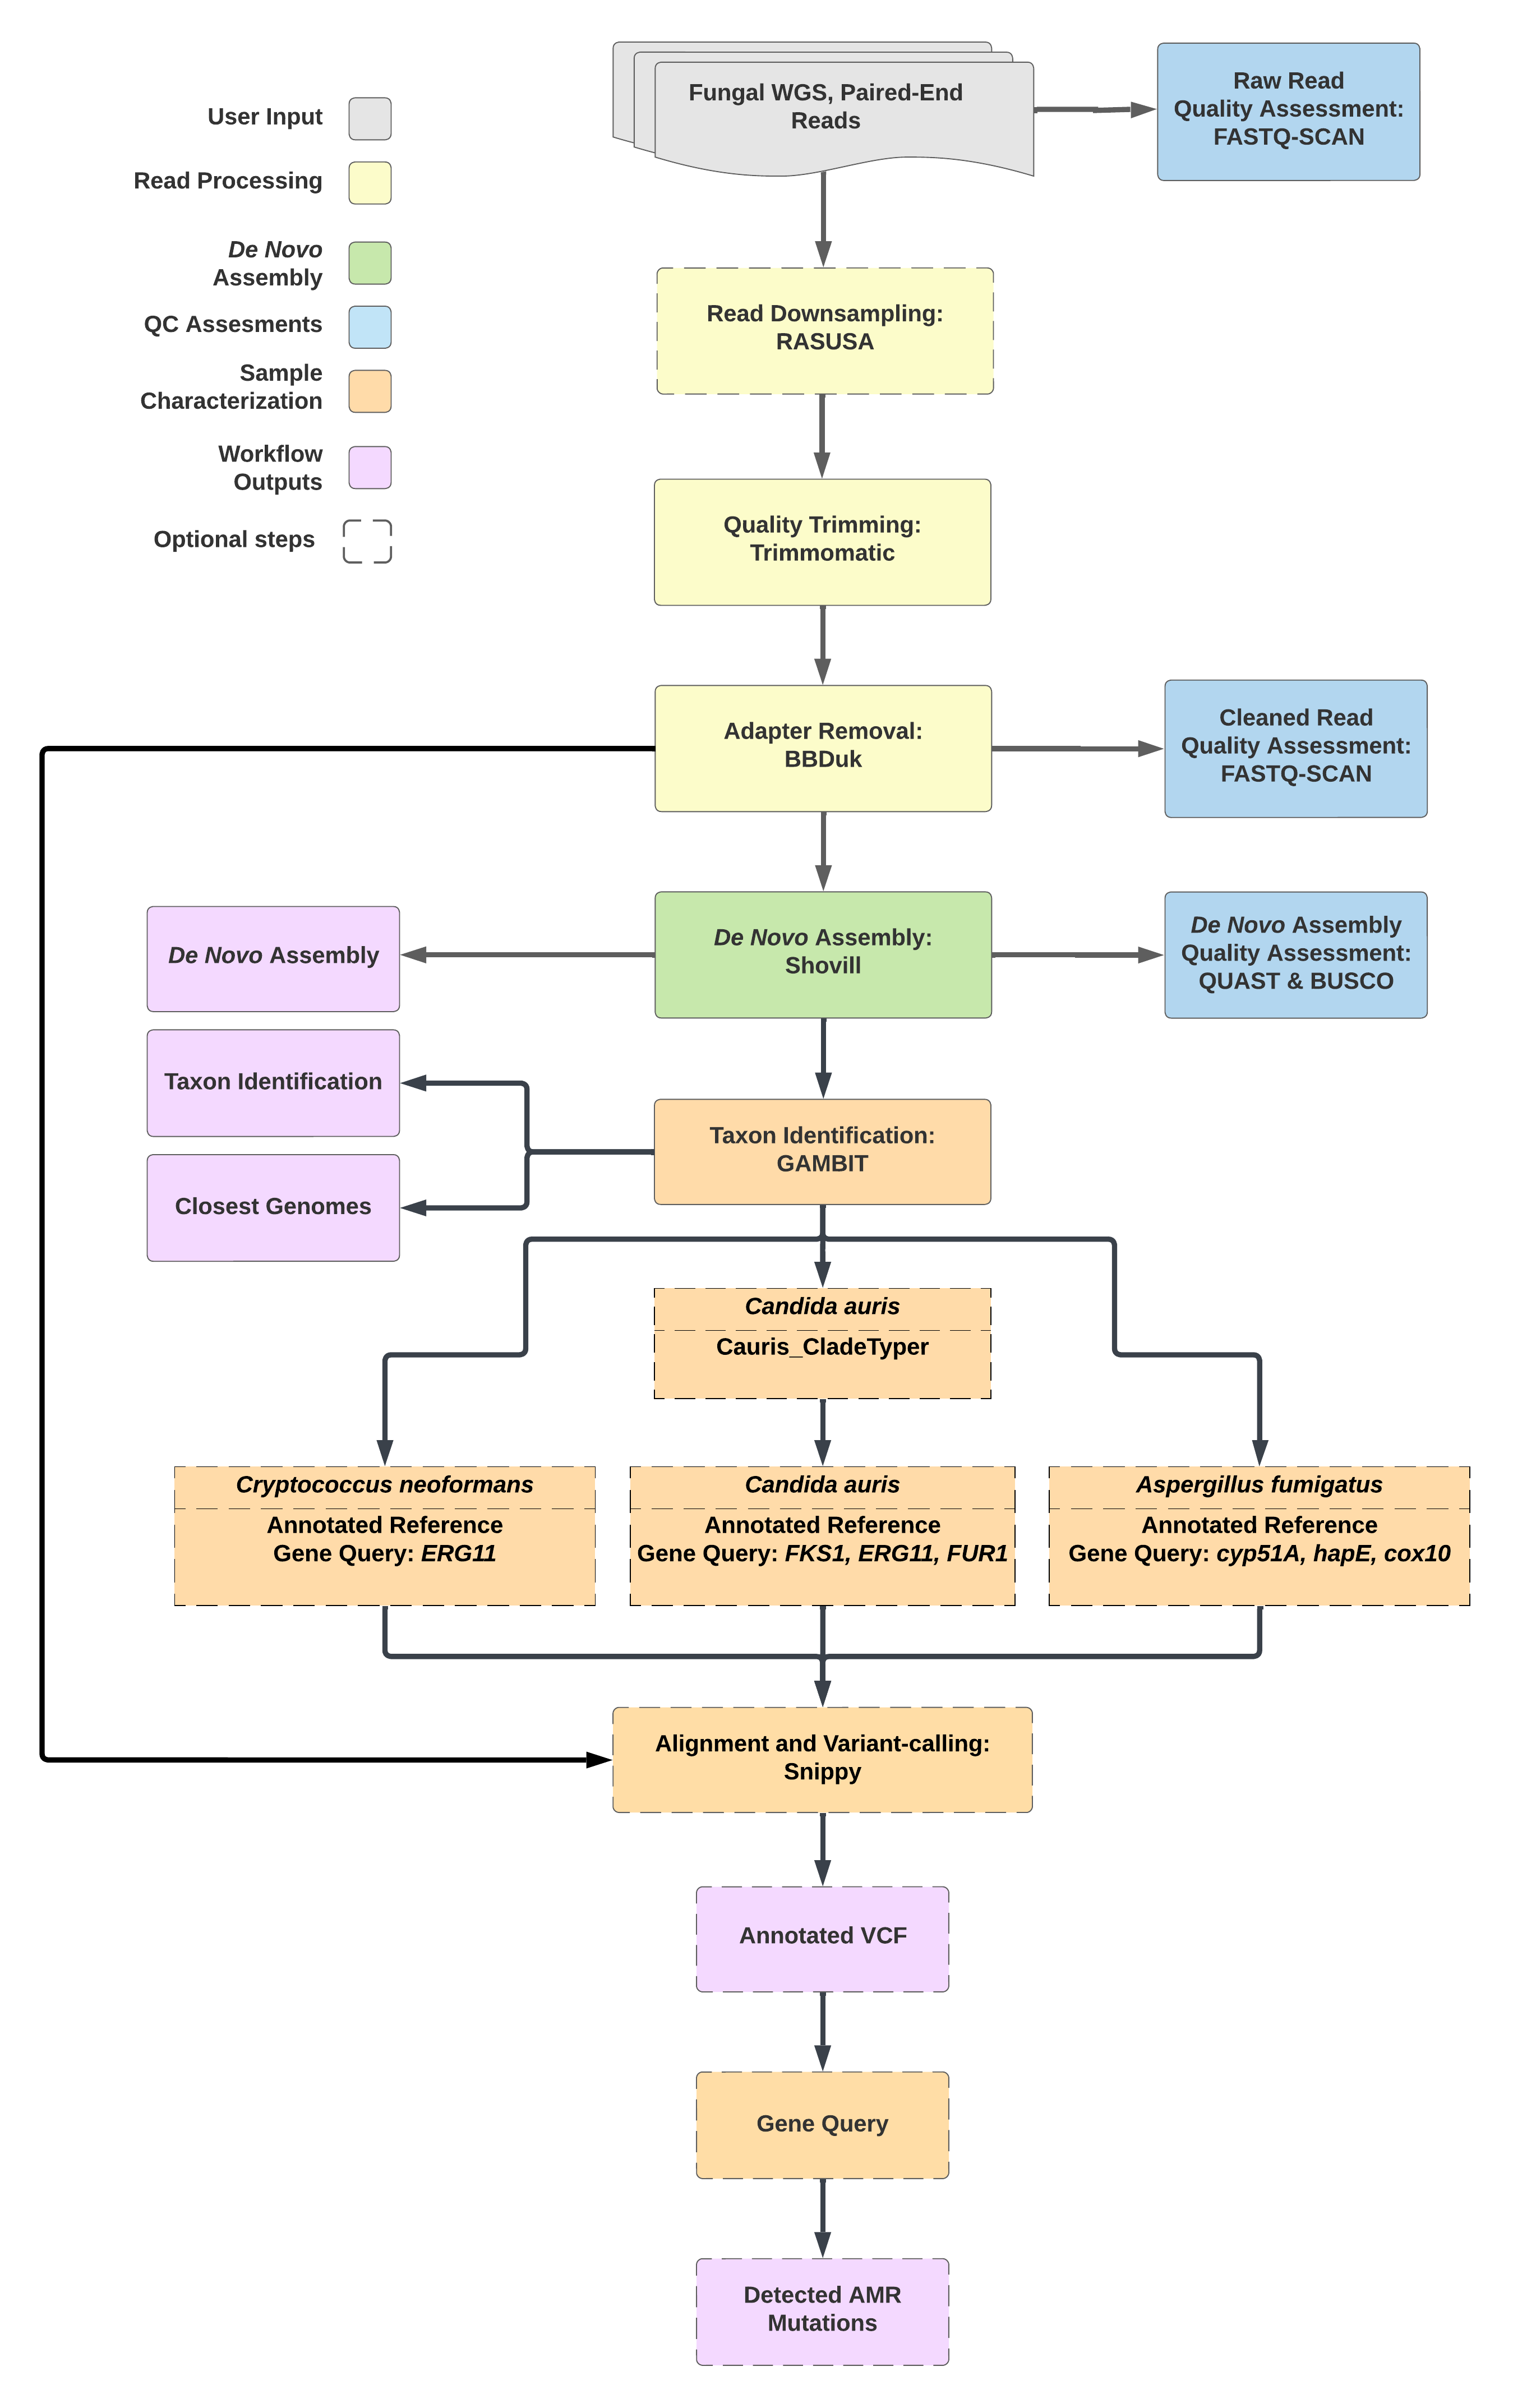 User Input
Read Processing
De Novo
Assembly
QC Assesments
Sample
Characterization
Workflow
Outputs
Optional steps
Fungal WGS, Paired-End
Reads
Raw Read
Quality Assessment:
FASTQ-SCAN
Read Downsampling:
RASUSA
Quality Trimming:
Trimmomatic
Adapter Removal:
BBDuk
Cleaned Read
Quality Assessment:
FASTQ-SCAN
De Novo Assembly
De Novo Assembly:
Shovill
De Novo Assembly
Quality Assessment:
QUAST & BUSCO
Taxon Identification
Closest Genomes
Taxon Identification:
GAMBIT
Candida auris
Cauris_CladeTyper
Cryptococcus neoformans
Annotated Reference
Gene Query: ERG11
Candida auris
Annotated Reference
Gene Query: FKS1, ERG11, FUR1
Aspergillus fumigatus
Annotated Reference
Gene Query: cyp51A, hapE, cox10
Alignment and Variant-calling:
Snippy
Annotated VCF
Gene Query
Detected AMR
Mutations